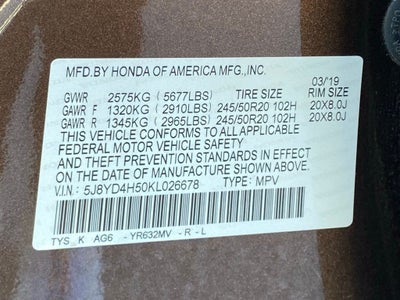 MFD.BY HONDA OF AMERICA MFG.,INC.
03/19
GVWR 2575KG (5677LBS) TIRE SIZE RIM SIZE
GAWR F 1320KG (2910LBS) 245/50R20 102H 20X8.0J
GAWR R 1345KG (2965LBS) 245/50R20 102H 20X8.0J
THIS VEHICLE CONFORMS TO ALL APPLICABLE
FEDERAL MOTOR VEHICLE SAFETY
AND THEFT PREVENTION STANDARDS IN EFFECT
ON THE DATE OF MANUFACTURE SHOWN ABOVE.
V.I.N.: 5J8YD4H50KL026678 TYPE: MPV
TYS K AG6 -YR632MV -R -L